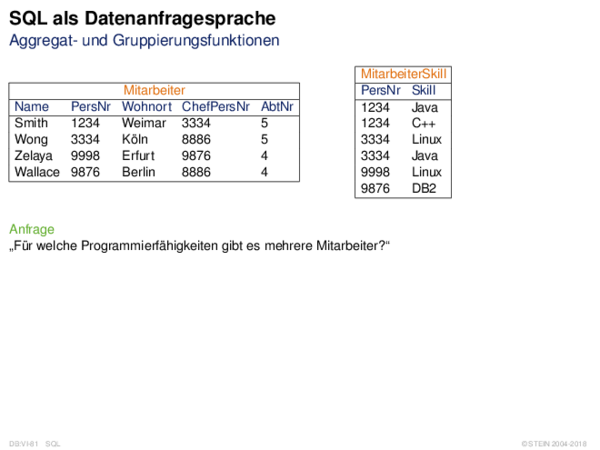 SQL als Datenanfragesprache
Aggregat- und Gruppierungsfunktionen
Mitarbeiter
Name PersNr Wohnort ChefPersNr AbtNr
Smith 1234 Weimar 3334 5
Wong 3334 Köln 8886 5
Zelaya 9998 Erfurt 9876 4
Wallace 9876 Berlin 8886 4
MitarbeiterSkill
PersNr Skill
1234 Java
1234 C++
3334 Linux
3334 Java
9998 Linux
9876 DB2
Anfrage
„Für welche Programmierfähigkeiten gibt es mehrere Mitarbeiter?“
DB:VI-81 SQL
© STEIN 2004-2018